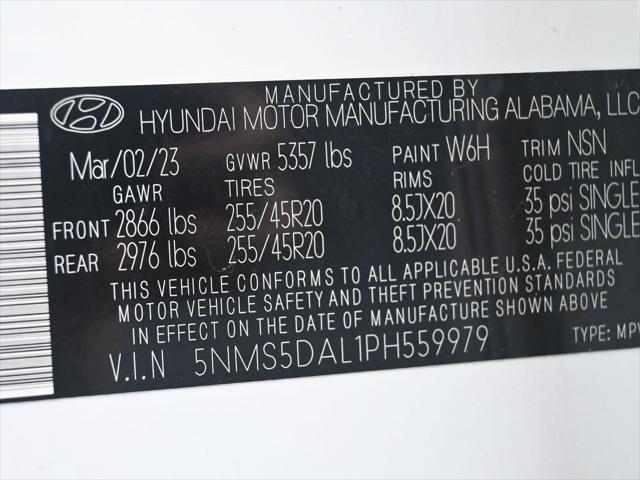 MANUFACTURED BY
HYUNDAI MOTOR MANUFACTURING ALABAMA, LLC
Mar/02/23 GVWR 5357 lbs PAINT W6H TRIM NSN
GAWR TIRES RIMS COLD TIRE INFL
FRONT 2866 lbs 255/45R20 8.5JX20 35 psi SINGLE
REAR 2976 lbs 255/45R20 8.5JX20 35 psi SINGLE
THIS VEHICLE CONFORMS TO ALL APPLICABLE U.S.A. FEDERAL
MOTOR VEHICLE SAFETY AND THEFT PREVENTION STANDARDS
IN EFFECT ON THE DATE OF MANUFACTURE SHOWN ABOVE
V.I.N 5NMS5DAL1PH559979 TYPE: MPV